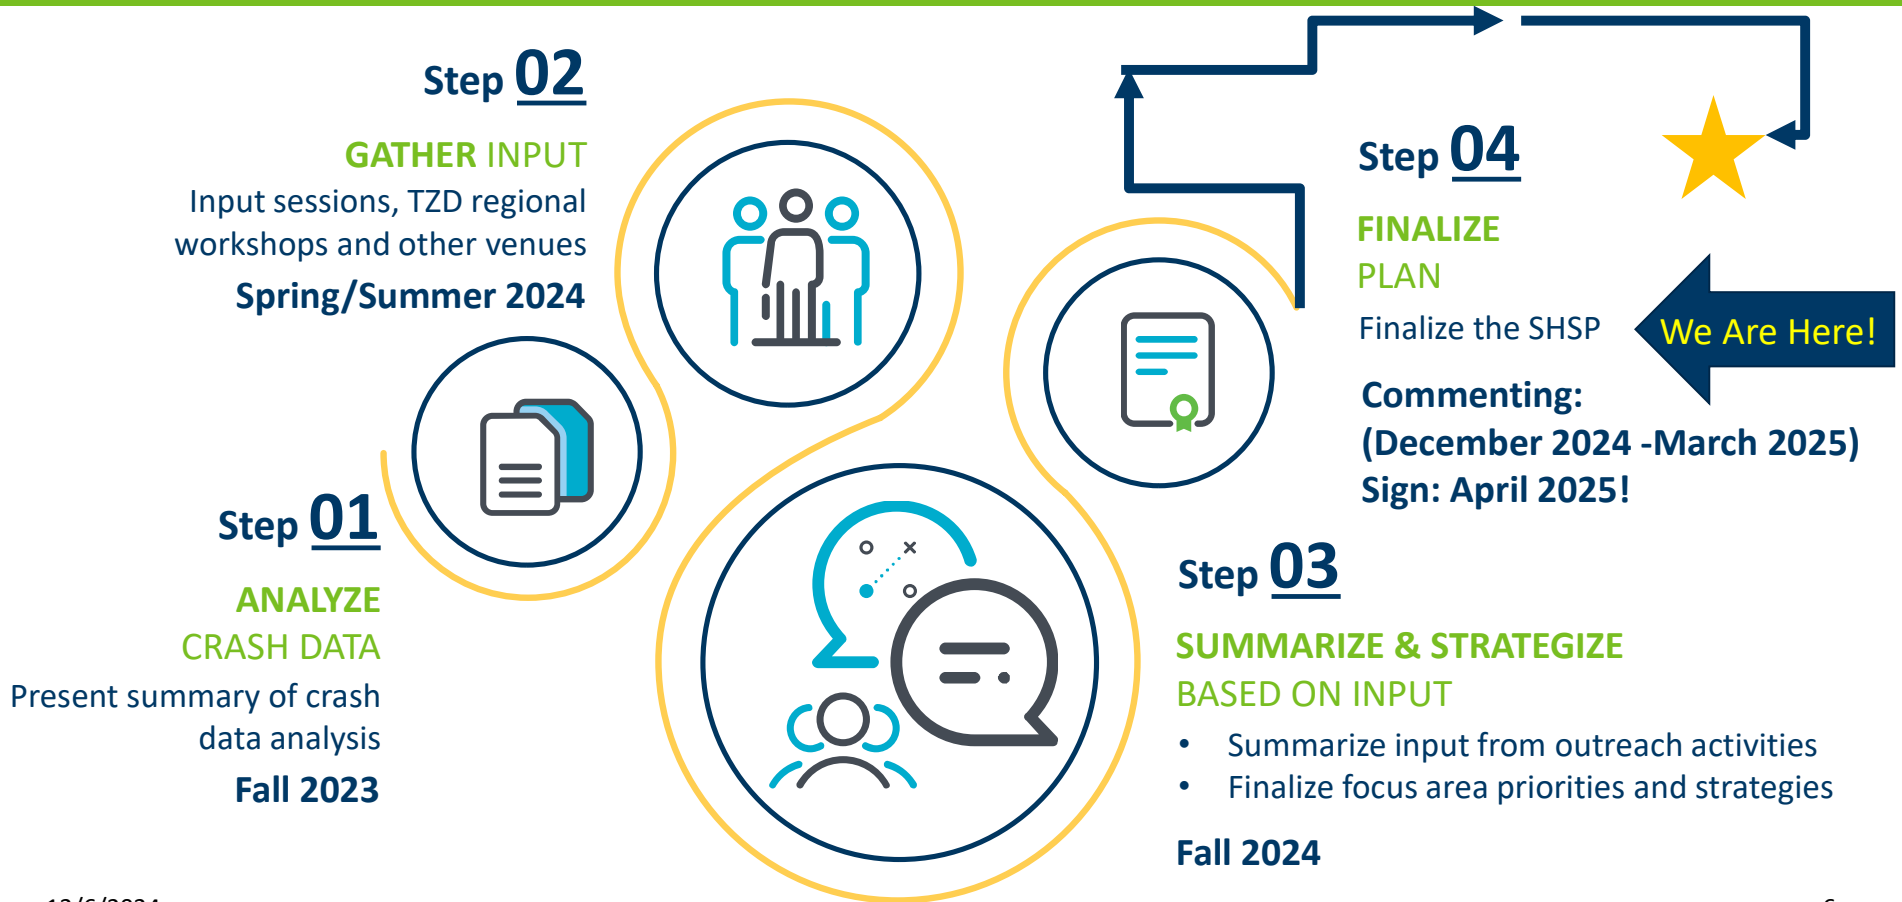 Step 01
ANALYZE
CRASH DATA
Present summary of crash
data analysis
Fall 2023
Step 02
GATHER INPUT
Input sessions, TZD regional
workshops and other venues
Spring/Summer 2024
Step 03
SUMMARIZE & STRATEGIZE
BASED ON INPUT
• Summarize input from outreach activities
• Finalize focus area priorities and strategies
Fall 2024
Step 04
FINALIZE
PLAN
Finalize the SHSP
We Are Here!
Commenting:
(December 2024 -March 2025)
Sign: April 2025!
12/6/2024